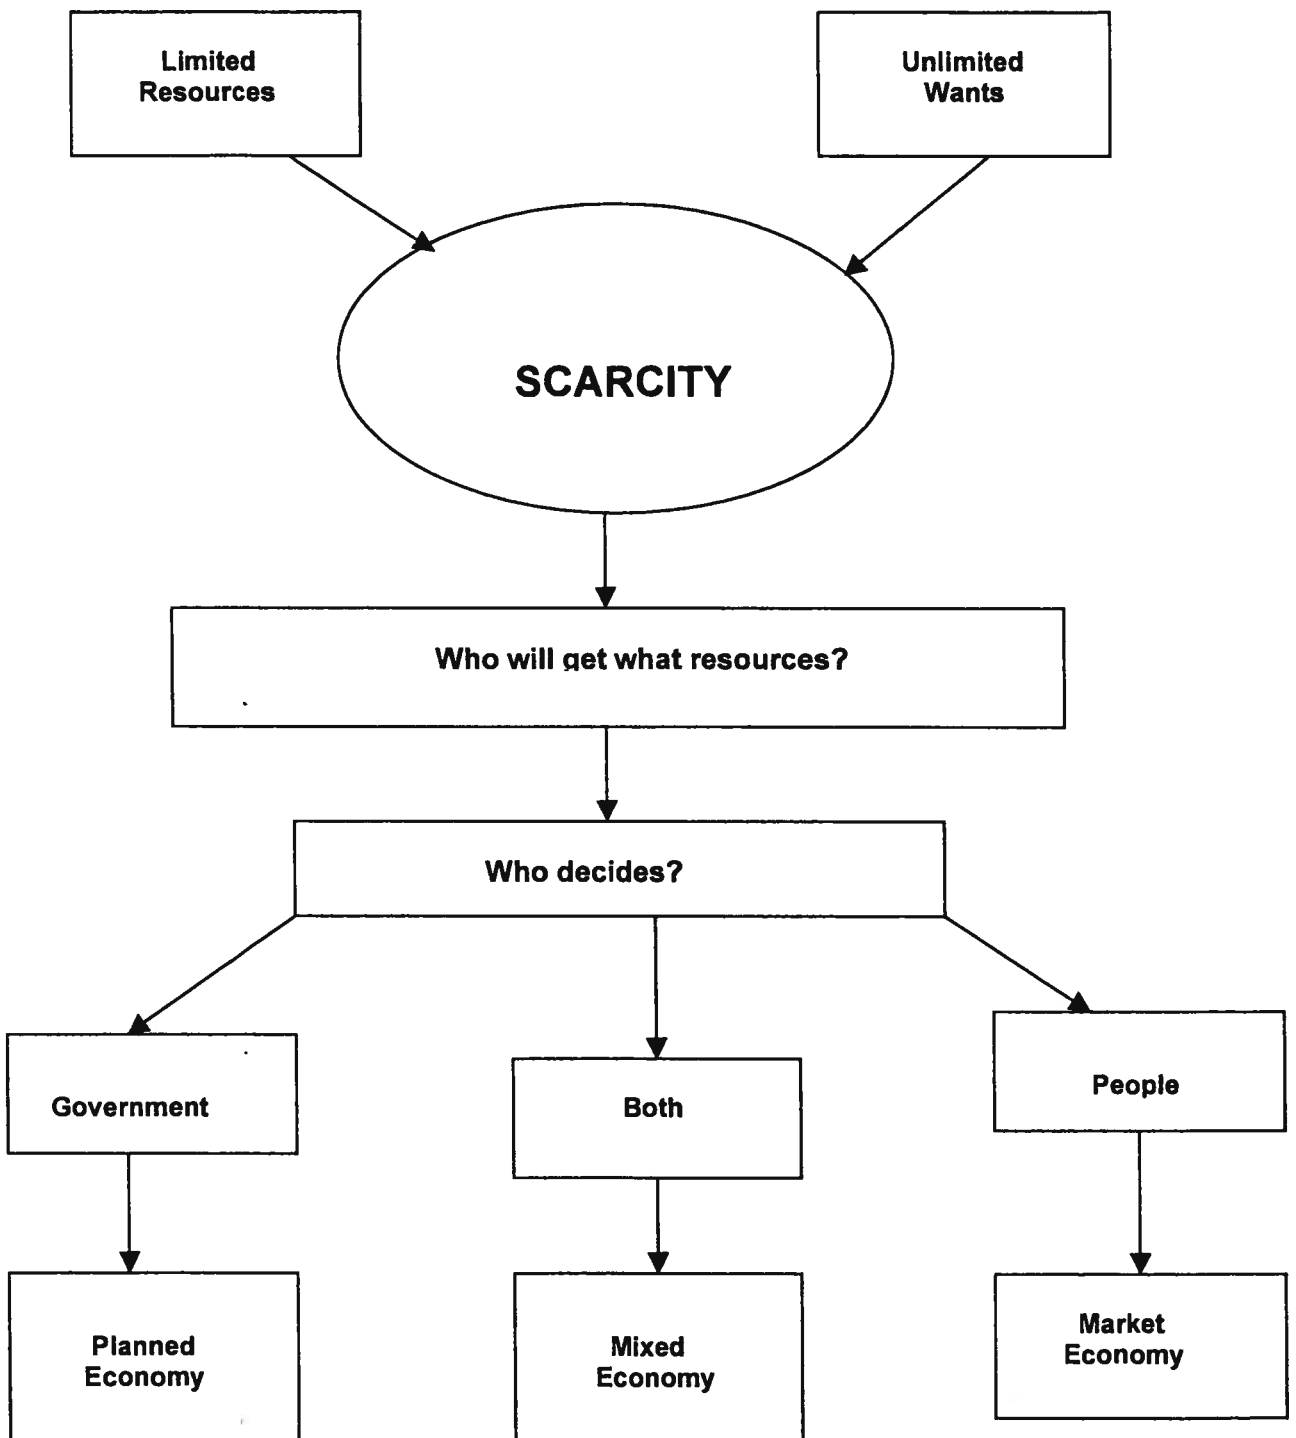 Limited
Resources
Unlimited
Wants
SCARCITY
Who will get what resources?
Who decides?
Government
Both
People
Planned
Economy
Mixed
Economy
Market
Economy